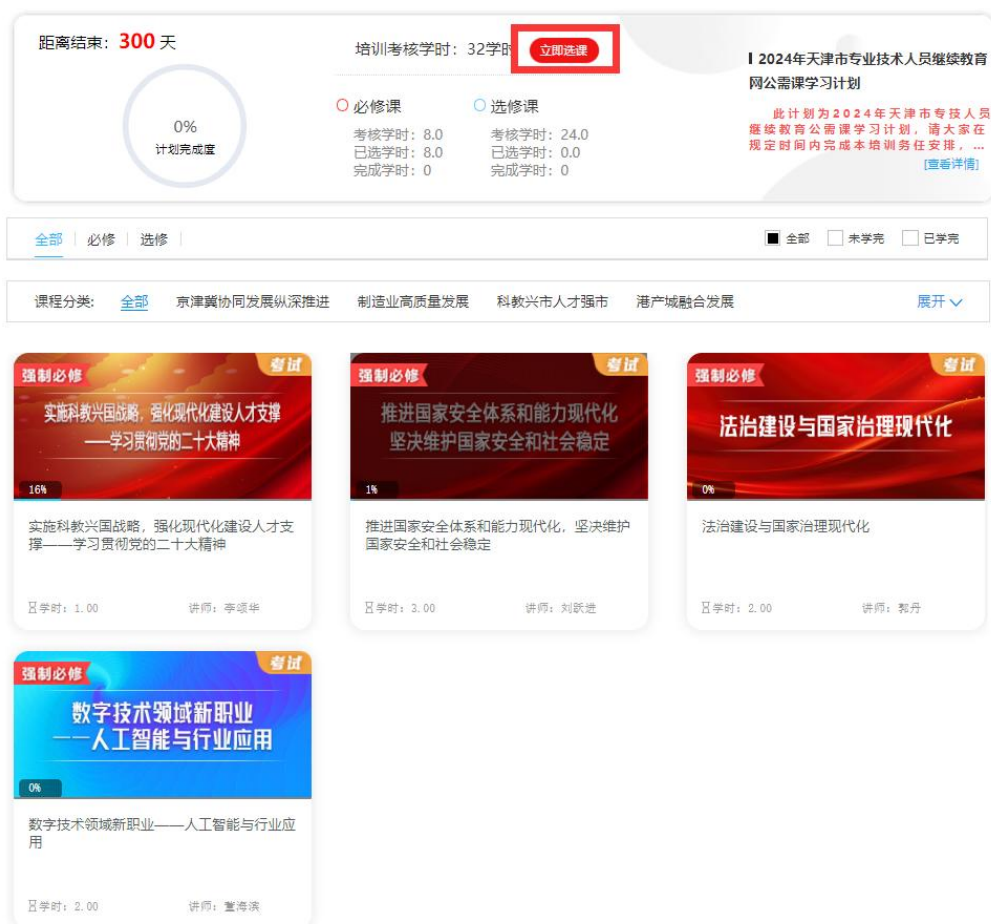 距离结束：300 天
0%
计划完成度
培训考核学时：32学时
立即选课
必修课
考核学时：8.0
已选学时：8.0
完成学时：0
选修课
考核学时：24.0
已选学时：0.0
完成学时：0
2024年天津市专业技术人员继续教育
网公需课学习计划
此计划为2024年天津市专技人员
继续教育公需课学习计划，请大家在
规定时间内完成本培训务任安排，...
[查看详情]
全部 必修 选修
全部 未学完 已学完
课程分类： 全部 京津冀协同发展纵深推进 制造业高质量发展 科教兴市人才强市 港产城融合发展 展开
强制必修
考试
实施科教兴国战略，强化现代化建设人才支撑
——学习贯彻党的二十大精神
16%
实施科教兴国战略，强化现代化建设人才支
撑——学习贯彻党的二十大精神
学时：1.00 讲师：李颂华
强制必修
考试
推进国家安全体系和能力现代化
坚决维护国家安全和社会稳定
1%
推进国家安全体系和能力现代化，坚决维护
国家安全和社会稳定
学时：3.00 讲师：刘跃进
强制必修
考试
法治建设与国家治理现代化
0%
法治建设与国家治理现代化
学时：2.00 讲师：郭丹
强制必修
考试
数字技术领域新职业
——人工智能与行业应用
0%
数字技术领域新职业——人工智能与行业应
用
学时：2.00 讲师：董海滨